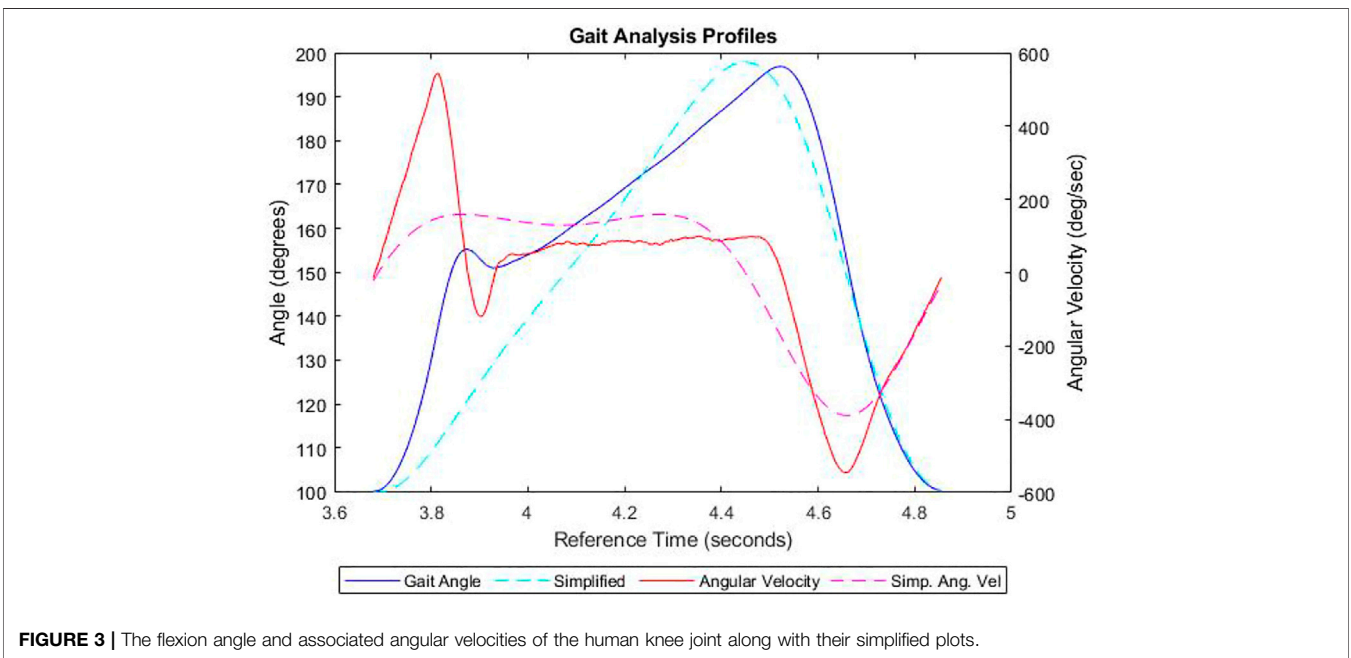 Gait Analysis Profiles
200
190
180
170
160
150
140
130
120
110
100
Angle (degrees)
600
400
200
0
-200
-400
-600
Angular Velocity (deg/sec)
3.6 3.8 4 4.2 4.4 4.6 4.8 5
Reference Time (seconds)
Gait Angle Simplified Angular Velocity Simp. Ang. Vel
FIGURE 3 | The flexion angle and associated angular velocities of the human knee joint along with their simplified plots.